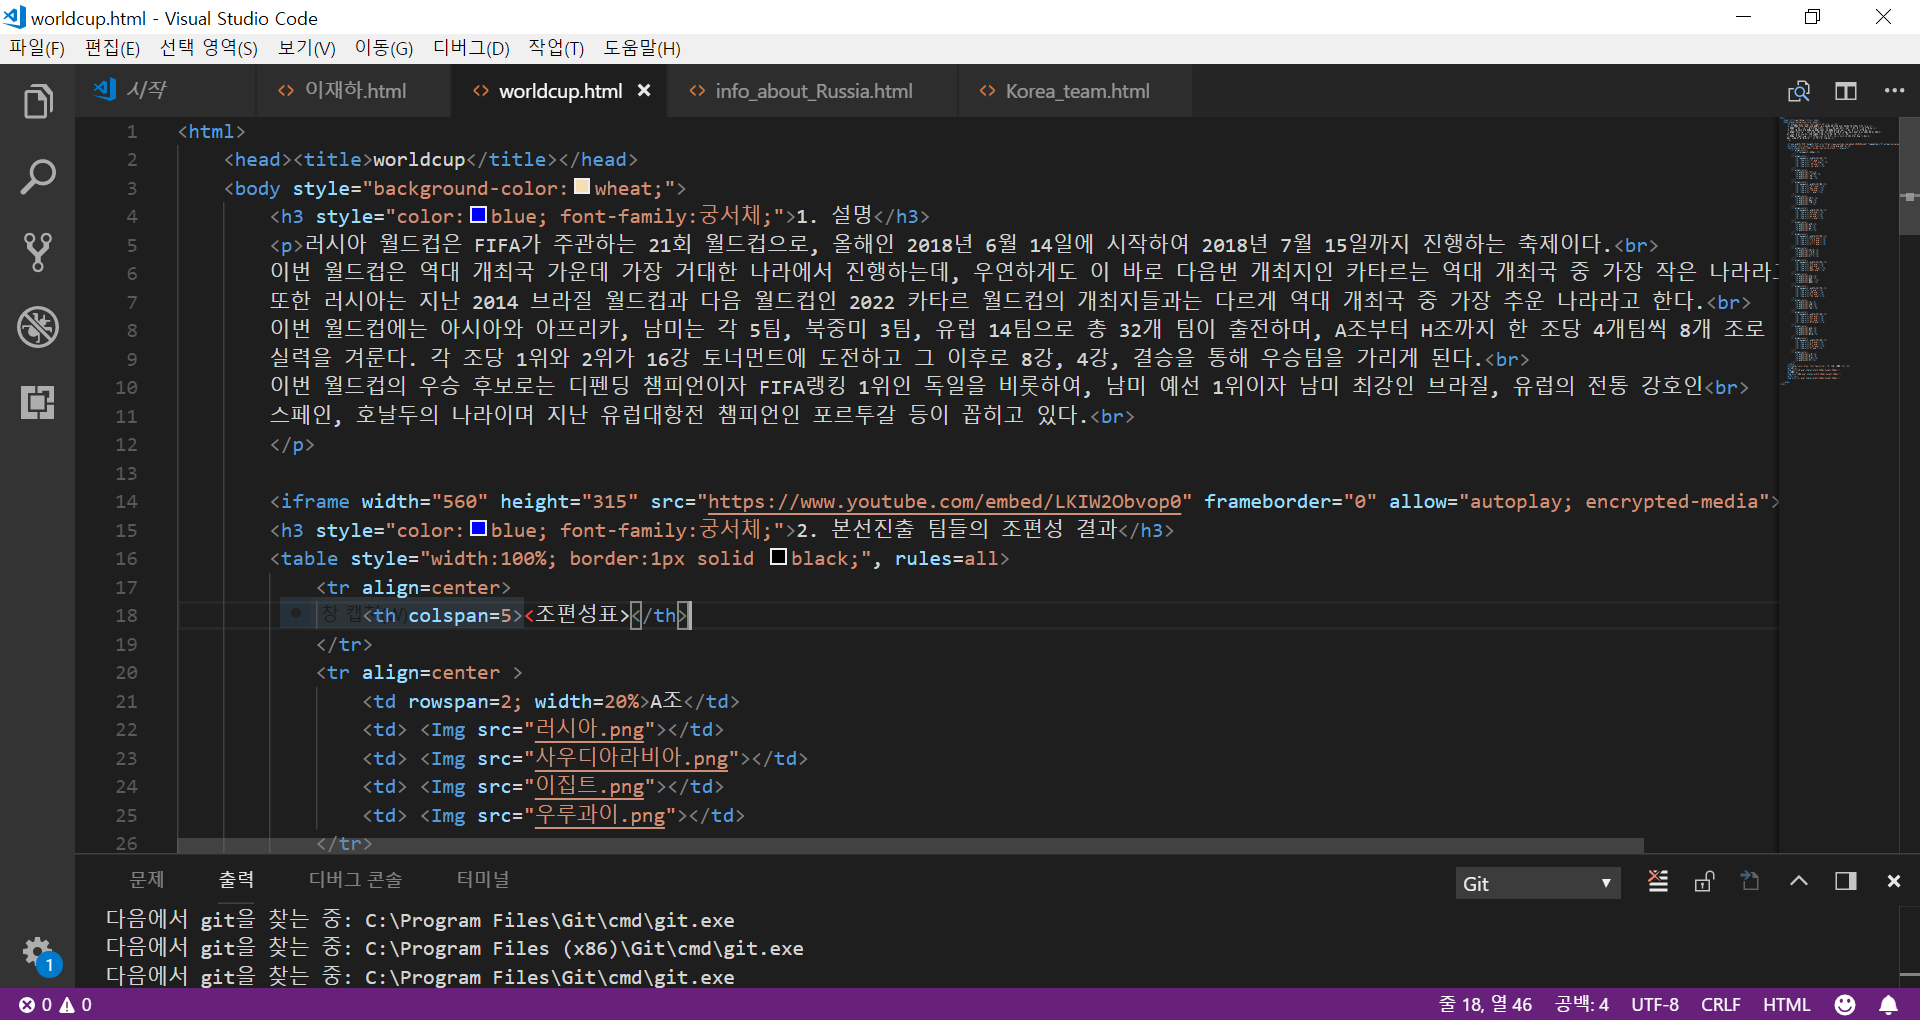 worldcup.html - Visual Studio Code
파일(F) 편집(E) 선택 영역(S) 보기(V) 이동(G) 디버그(D) 작업(T) 도움말(H)
시작 이재하.html worldcup.html info_about_Russia.html Korea_team.html
1 <html>
2 <head><title>worldcup</title></head>
3 <body style="background-color:wheat;">
4 <h3 style="color:blue; font-family:궁서체;">1. 설명</h3>
5 <p>러시아 월드컵은 FIFA가 주관하는 21회 월드컵으로, 올해인 2018년 6월 14일에 시작하여 2018년 7월 15일까지 진행하는 축제이다.<br>
6 이번 월드컵은 역대 개최국 가운데 가장 거대한 나라에서 진행하는데, 우연하게도 이 바로 다음번 개최지인 카타르는 역대 개최국 중 가장 작은 나라라고
7 또한 러시아는 지난 2014 브라질 월드컵과 다음 월드컵인 2022 카타르 월드컵의 개최지들과는 다르게 역대 개최국 중 가장 추운 나라라고 한다.<br>
8 이번 월드컵에는 아시아와 아프리카, 남미는 각 5팀, 북중미 3팀, 유럽 14팀으로 총 32개 팀이 출전하며, A조부터 H조까지 한 조당 4개팀씩 8개 조로
9 실력을 겨룬다. 각 조당 1위와 2위가 16강 토너먼트에 도전하고 그 이후로 8강, 4강, 결승을 통해 우승팀을 가리게 된다.<br>
10 이번 월드컵의 우승 후보로는 디펜딩 챔피언이자 FIFA랭킹 1위인 독일을 비롯하여, 남미 예선 1위이자 남미 최강인 브라질, 유럽의 전통 강호인<br>
11 스페인, 호날두의 나라이며 지난 유럽대항전 챔피언인 포르투갈 등이 꼽히고 있다.<br>
12 </p>
13
14 <iframe width="560" height="315" src="https://www.youtube.com/embed/LKIW2Obvop0" frameborder="0" allow="autoplay; encrypted-media">
15 <h3 style="color:blue; font-family:궁서체;">2. 본선진출 팀들의 조편성 결과</h3>
16 <table style="width:100%; border:1px solid black;", rules=all>
17 <tr align=center>
18 <th colspan=5><조편성표></th>
19 </tr>
20 <tr align=center >
21 <td rowspan=2; width=20%>A조</td>
22 <td> <Img src="러시아.png"></td>
23 <td> <Img src="사우디아라비아.png"></td>
24 <td> <Img src="이집트.png"></td>
25 <td> <Img src="우루과이.png"></td>
26 </tr>
문제 출력 디버그 콘솔 터미널 Git
다음에서 git을 찾는 중: C:\Program Files\Git\cmd\git.exe
다음에서 git을 찾는 중: C:\Program Files (x86)\Git\cmd\git.exe
다음에서 git을 찾는 중: C:\Program Files\Git\cmd\git.exe
1
0 0 줄 18, 열 46 공백: 4 UTF-8 CRLF HTML